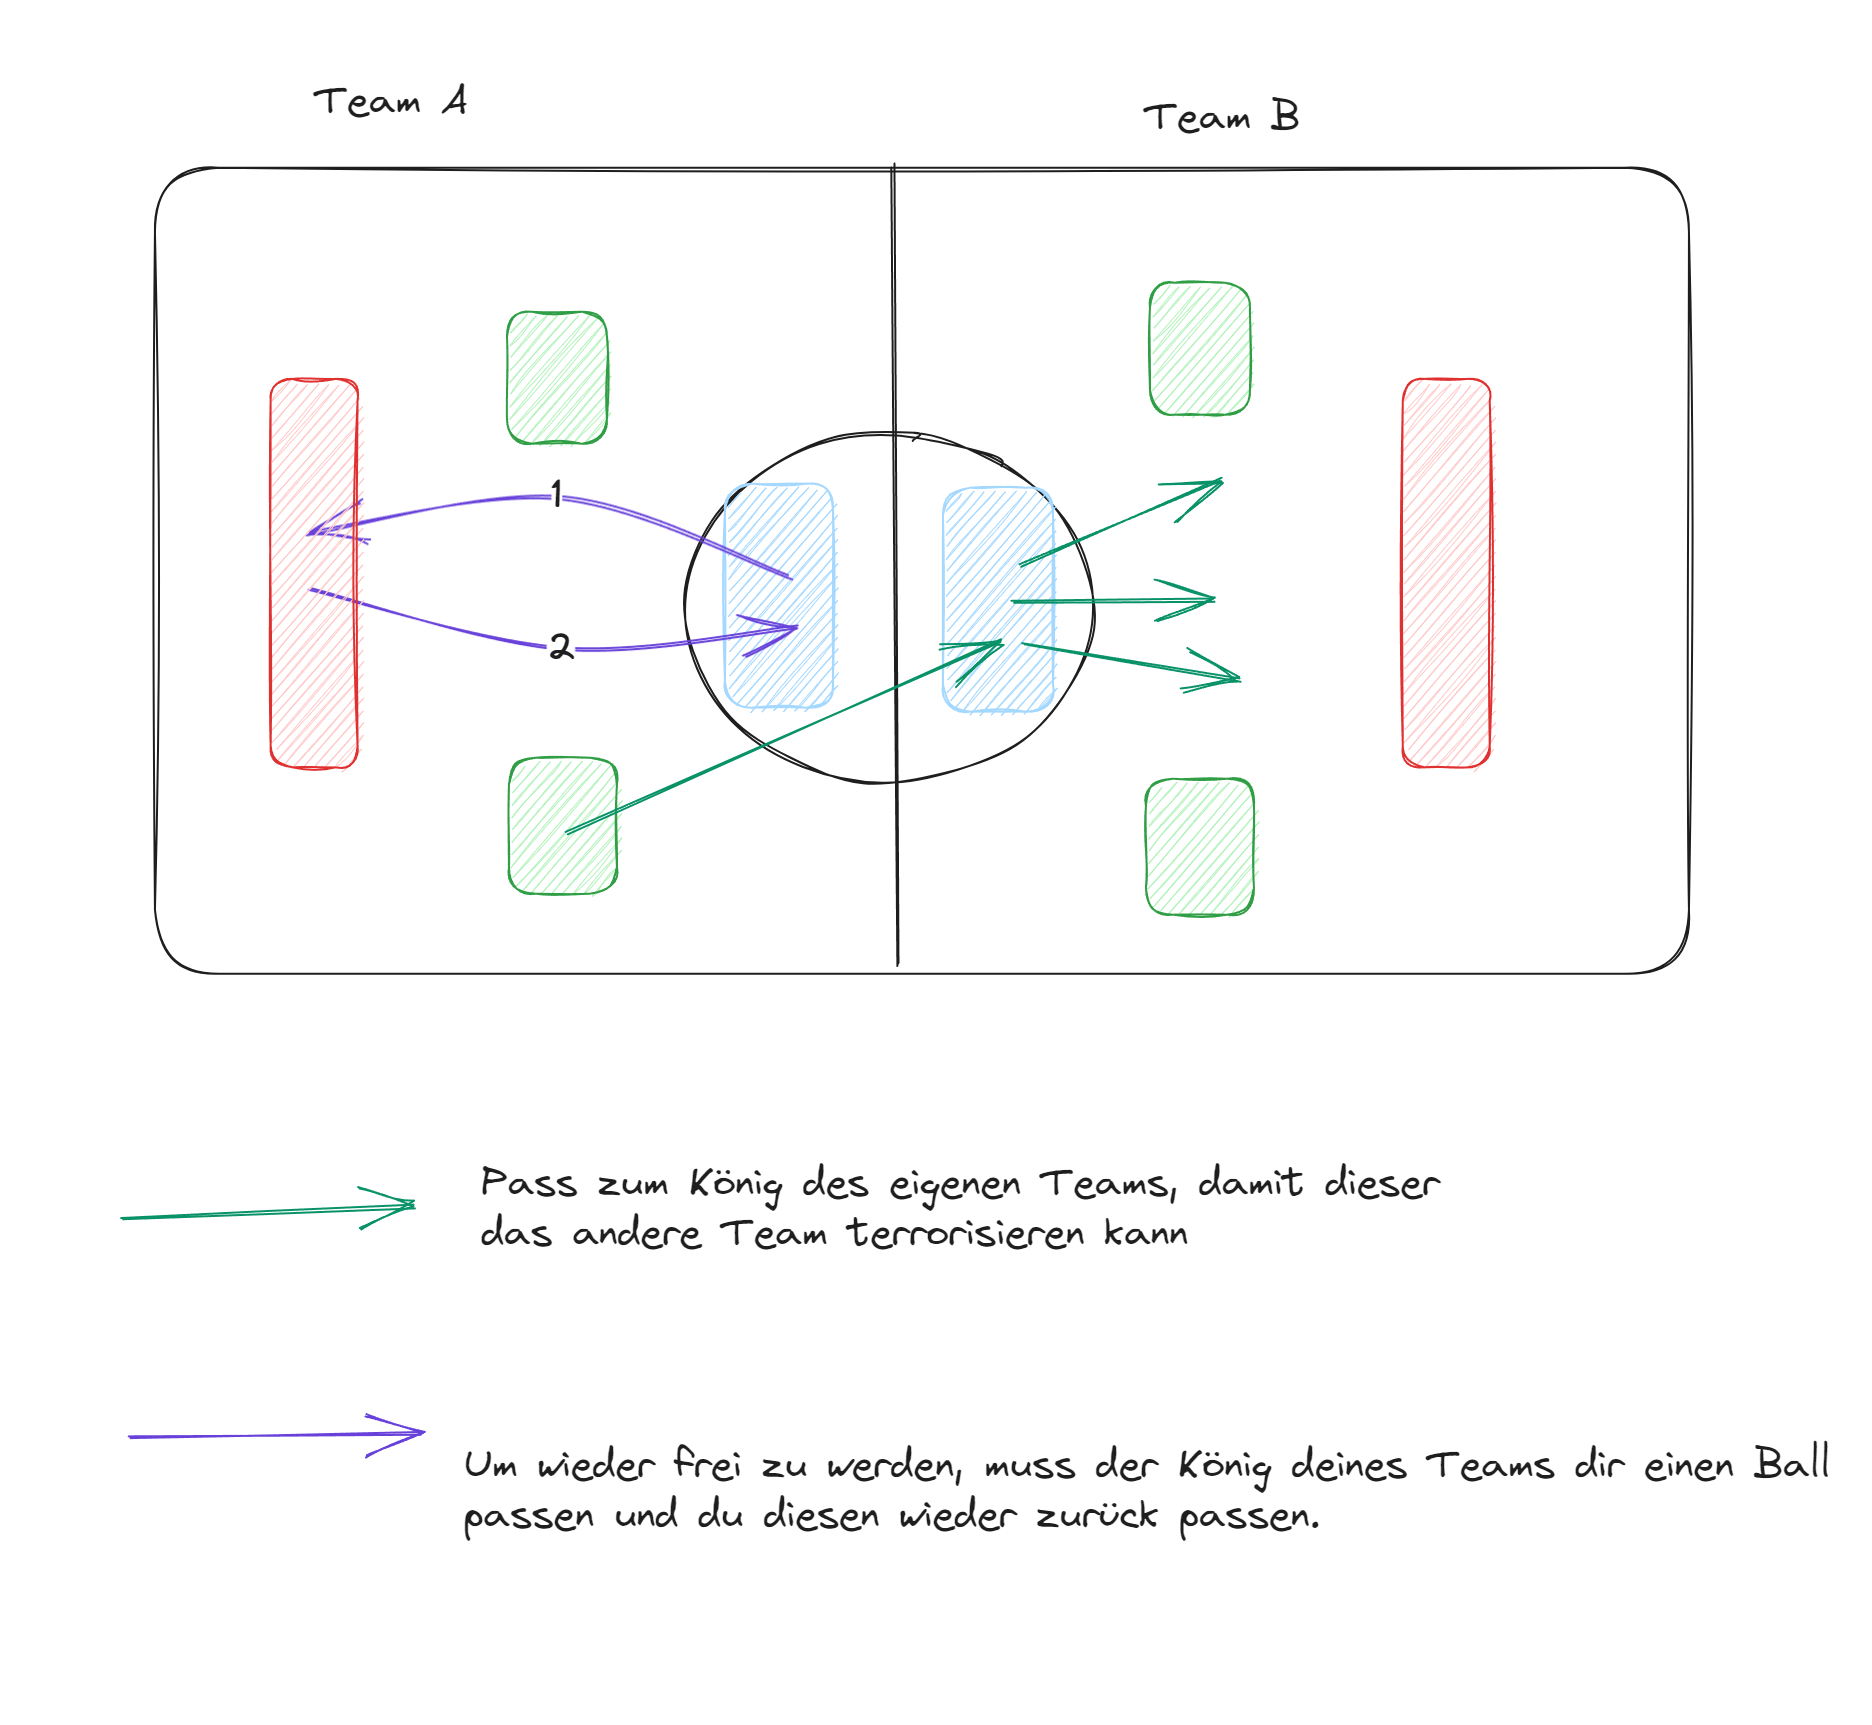 Team A
Team B
1
2
Pass zum König des eigenen Teams, damit dieser
das andere Team terrorisieren kann
Um wieder frei zu werden, muss der König deines Teams dir einen Ball
passen und du diesen wieder zurück passen.